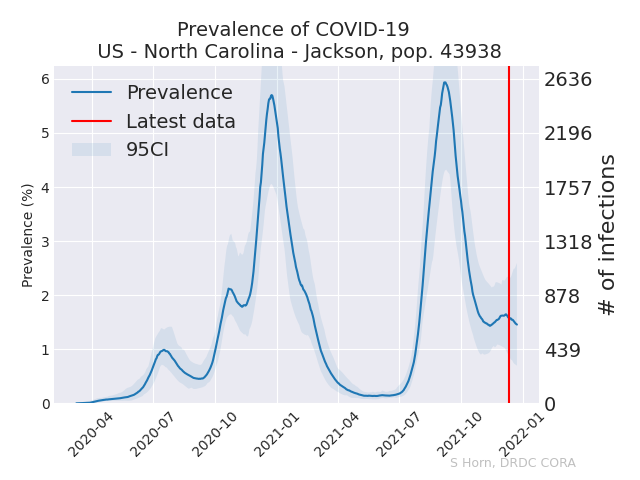 Prevalence of COVID-19
US - North Carolina - Jackson, pop. 43938
Prevalence
Latest data
95CI
Prevalence (%)
6
5
4
3
2
1
0
2636
2196
1757
1318
878
439
0
# of infections
2020-04
2020-07
2020-10
2021-01
2021-04
2021-07
2021-10
2022-01
S Horn, DRDC CORA